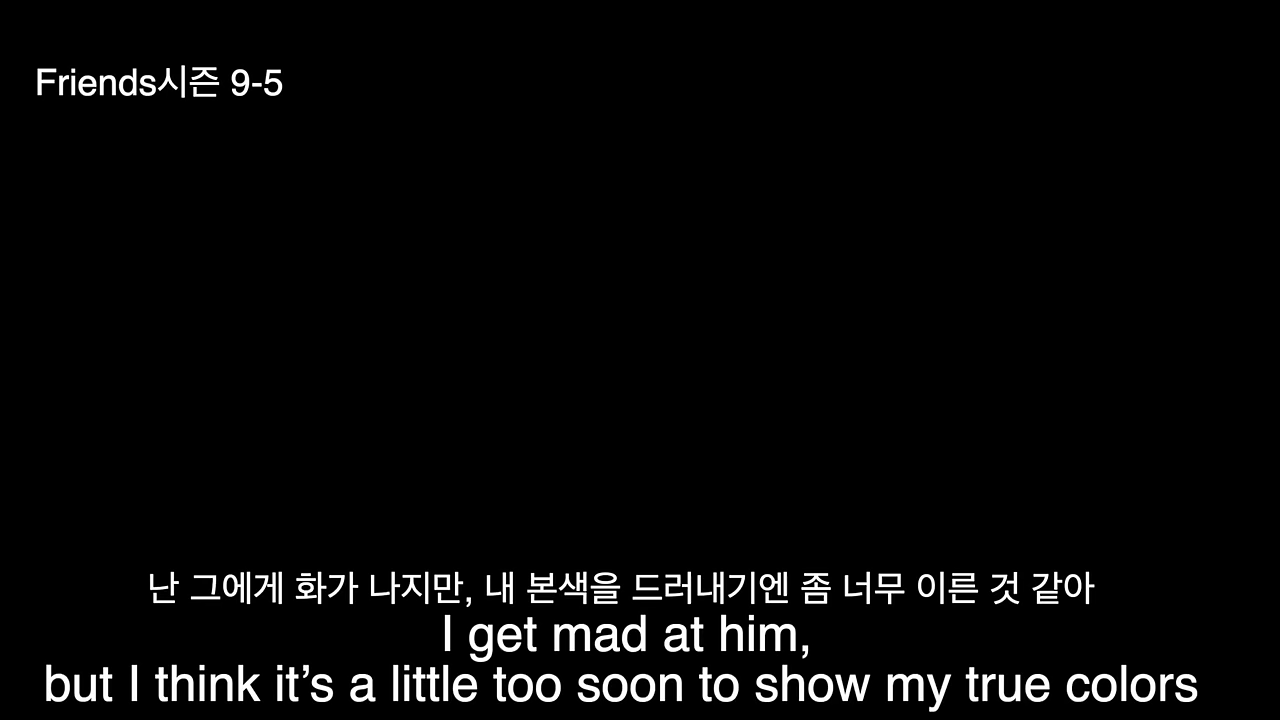 Friends시즌 9-5
난 그에게 화가 나지만, 내 본색을 드러내기엔 좀 너무 이른 것 같아
I get mad at him,
but I think it’s a little too soon to show my true colors